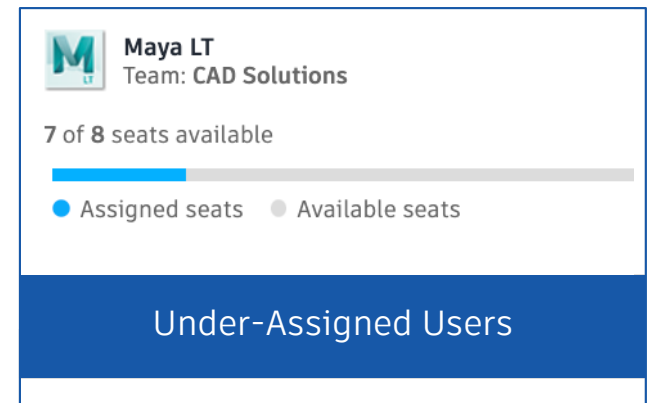 M
LT
Maya LT
Team: CAD Solutions
7 of 8 seats available
Assigned seats Available seats
Under-Assigned Users